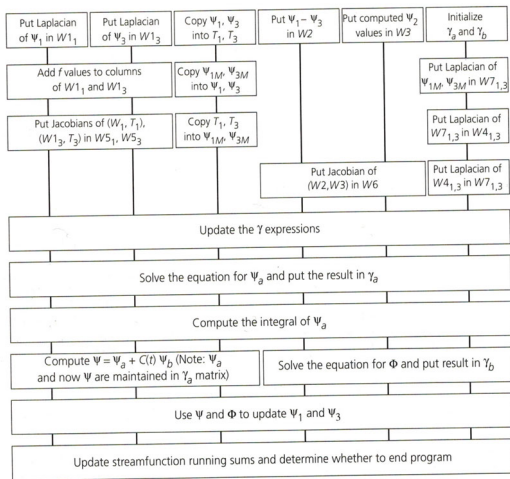 Put Laplacian
of Ψ₁ in W1₁
Put Laplacian
of Ψ₃ in W1₃
Copy Ψ₁, Ψ₃
into T₁, T₃
Put Ψ₁ – Ψ₃
in W2
Put computed Ψ₂
values in W3
Initialize
ϒₐ and ϒ_b
Add f values to columns
of W1₁ and W1₃
Copy Ψ₁M, Ψ₃M
into Ψ₁, Ψ₃
Put Laplacian of
Ψ₁M, Ψ₃M in W7₁,₃
Put Jacobians of (W₁, T₁),
(W1₃, T₃) in W5₁, W5₃
Copy T₁, T₃
into Ψ₁M, Ψ₃M
Put Laplacian of
W7₁,₃ in W4₁,₃
Put Jacobian of
(W2,W3) in W6
Put Laplacian of
W4₁,₃ in W7₁,₃
Update the ϒ expressions
Solve the equation for Ψₐ and put the result in γₐ
Compute the integral of Ψₐ
Compute Ψ = Ψₐ + C(t) Ψ_b (Note: Ψₐ
and now Ψ are maintained in ϒₐ matrix)
Solve the equation for Φ and put result in ϒ_b
Use Ψ and Φ to update Ψ₁ and Ψ₃
Update streamfunction running sums and determine whether to end program